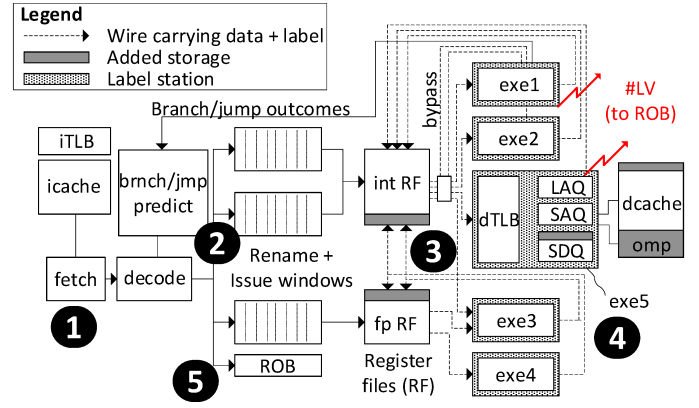 Legend
Wire carrying data + label
Added storage
Label station
Branch/jump outcomes
bypass
exe1
#LV
(to ROB)
iTLB
exe2
icache
brnch/jmp
predict
int RF
LAQ
dTLB
SAQ
dcache
2
3
SDQ
omp
fetch
decode
Rename +
Issue windows
exe5
1
fp RF
exe3
4
5
ROB
Register
files (RF)
exe4